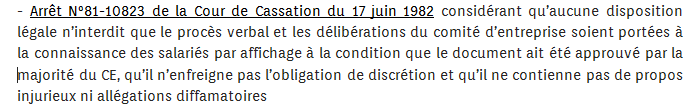 - Arrêt N°81-10823 de la Cour de Cassation du 17 juin 1982 considérant qu'aucune disposition
légale n'interdit que le procès verbal et les délibérations du comité d'entreprise soient portées à
la connaissance des salariés par affichage à la condition que le document ait été approuvé par la
majorité du CE, qu'il n'enfreigne pas l'obligation de discrétion et qu'il ne contienne pas de propos
injurieux ni allégations diffamatoires